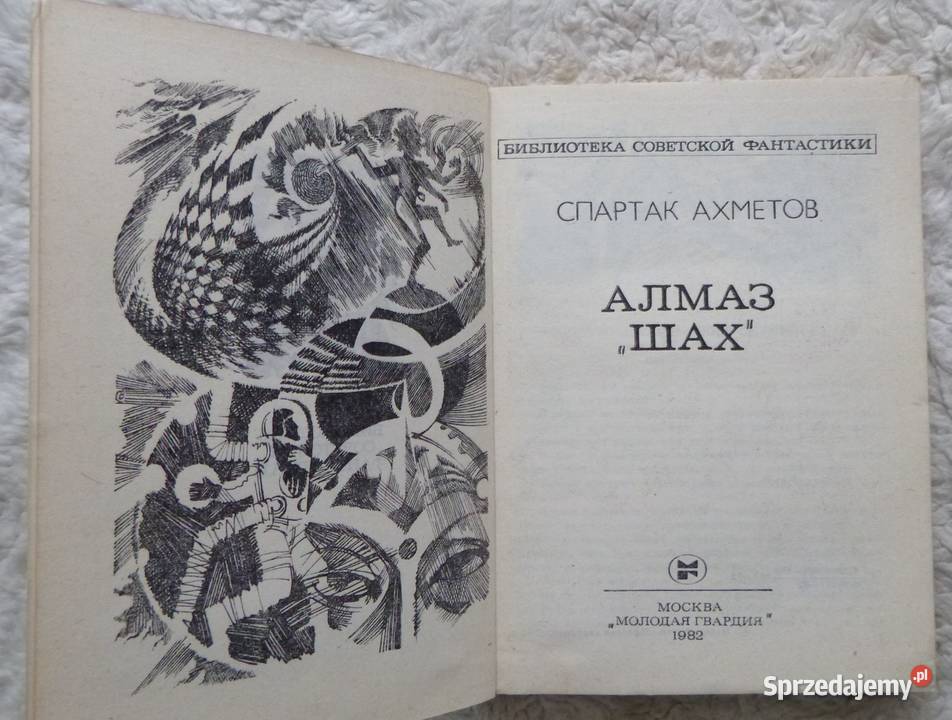 БИБЛИОТЕКА СОВЕТСКОЙ ФАНТАСТИКИ
СПАРТАК АХМЕТОВ
АЛМАЗ
„ШАХ"
МОСКВА
„МОЛОДАЯ ГВАРДИЯ"
1982
Sprzedajemy.pl